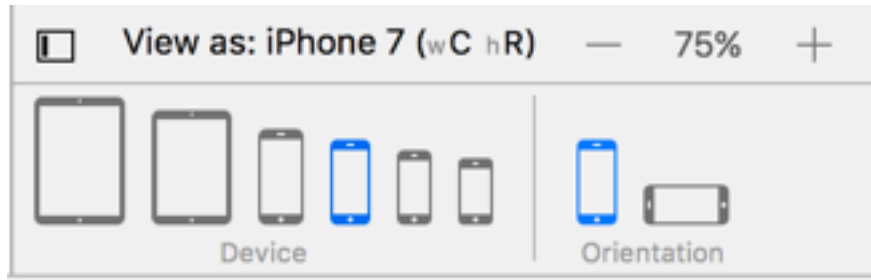 View as: iPhone 7 (wC hR) — 75% +
Device Orientation